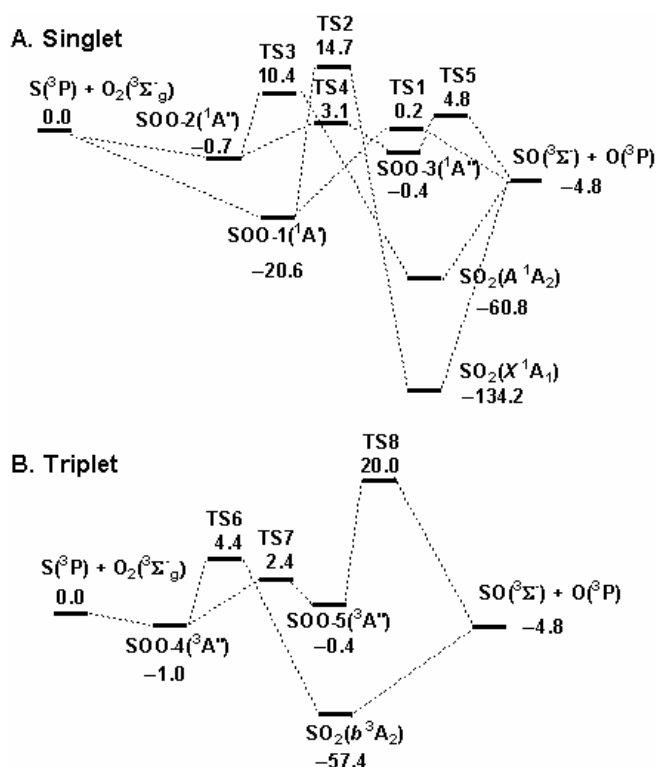 A. Singlet
TS2
14.7
TS3
10.4
TS1
0.2
TS5
4.8
TS4
3.1
S(³P) + O₂(³Σ⁻g)
0.0
SOO-2(¹A")
−0.7
SOO-3(¹A")
−0.4
SO(³Σ⁻) + O(³P)
−4.8
SOO-1(¹A')
−20.6
SO₂(A ¹A₂)
−60.8
SO₂(X ¹A₁)
−134.2
B. Triplet
TS8
20.0
TS6
4.4
TS7
2.4
S(³P) + O₂(³Σ⁻g)
0.0
SO(³Σ⁻) + O(³P)
−4.8
SOO-4(³A")
−1.0
SOO-5(³A")
−0.4
SO₂(b ³A₂)
−57.4